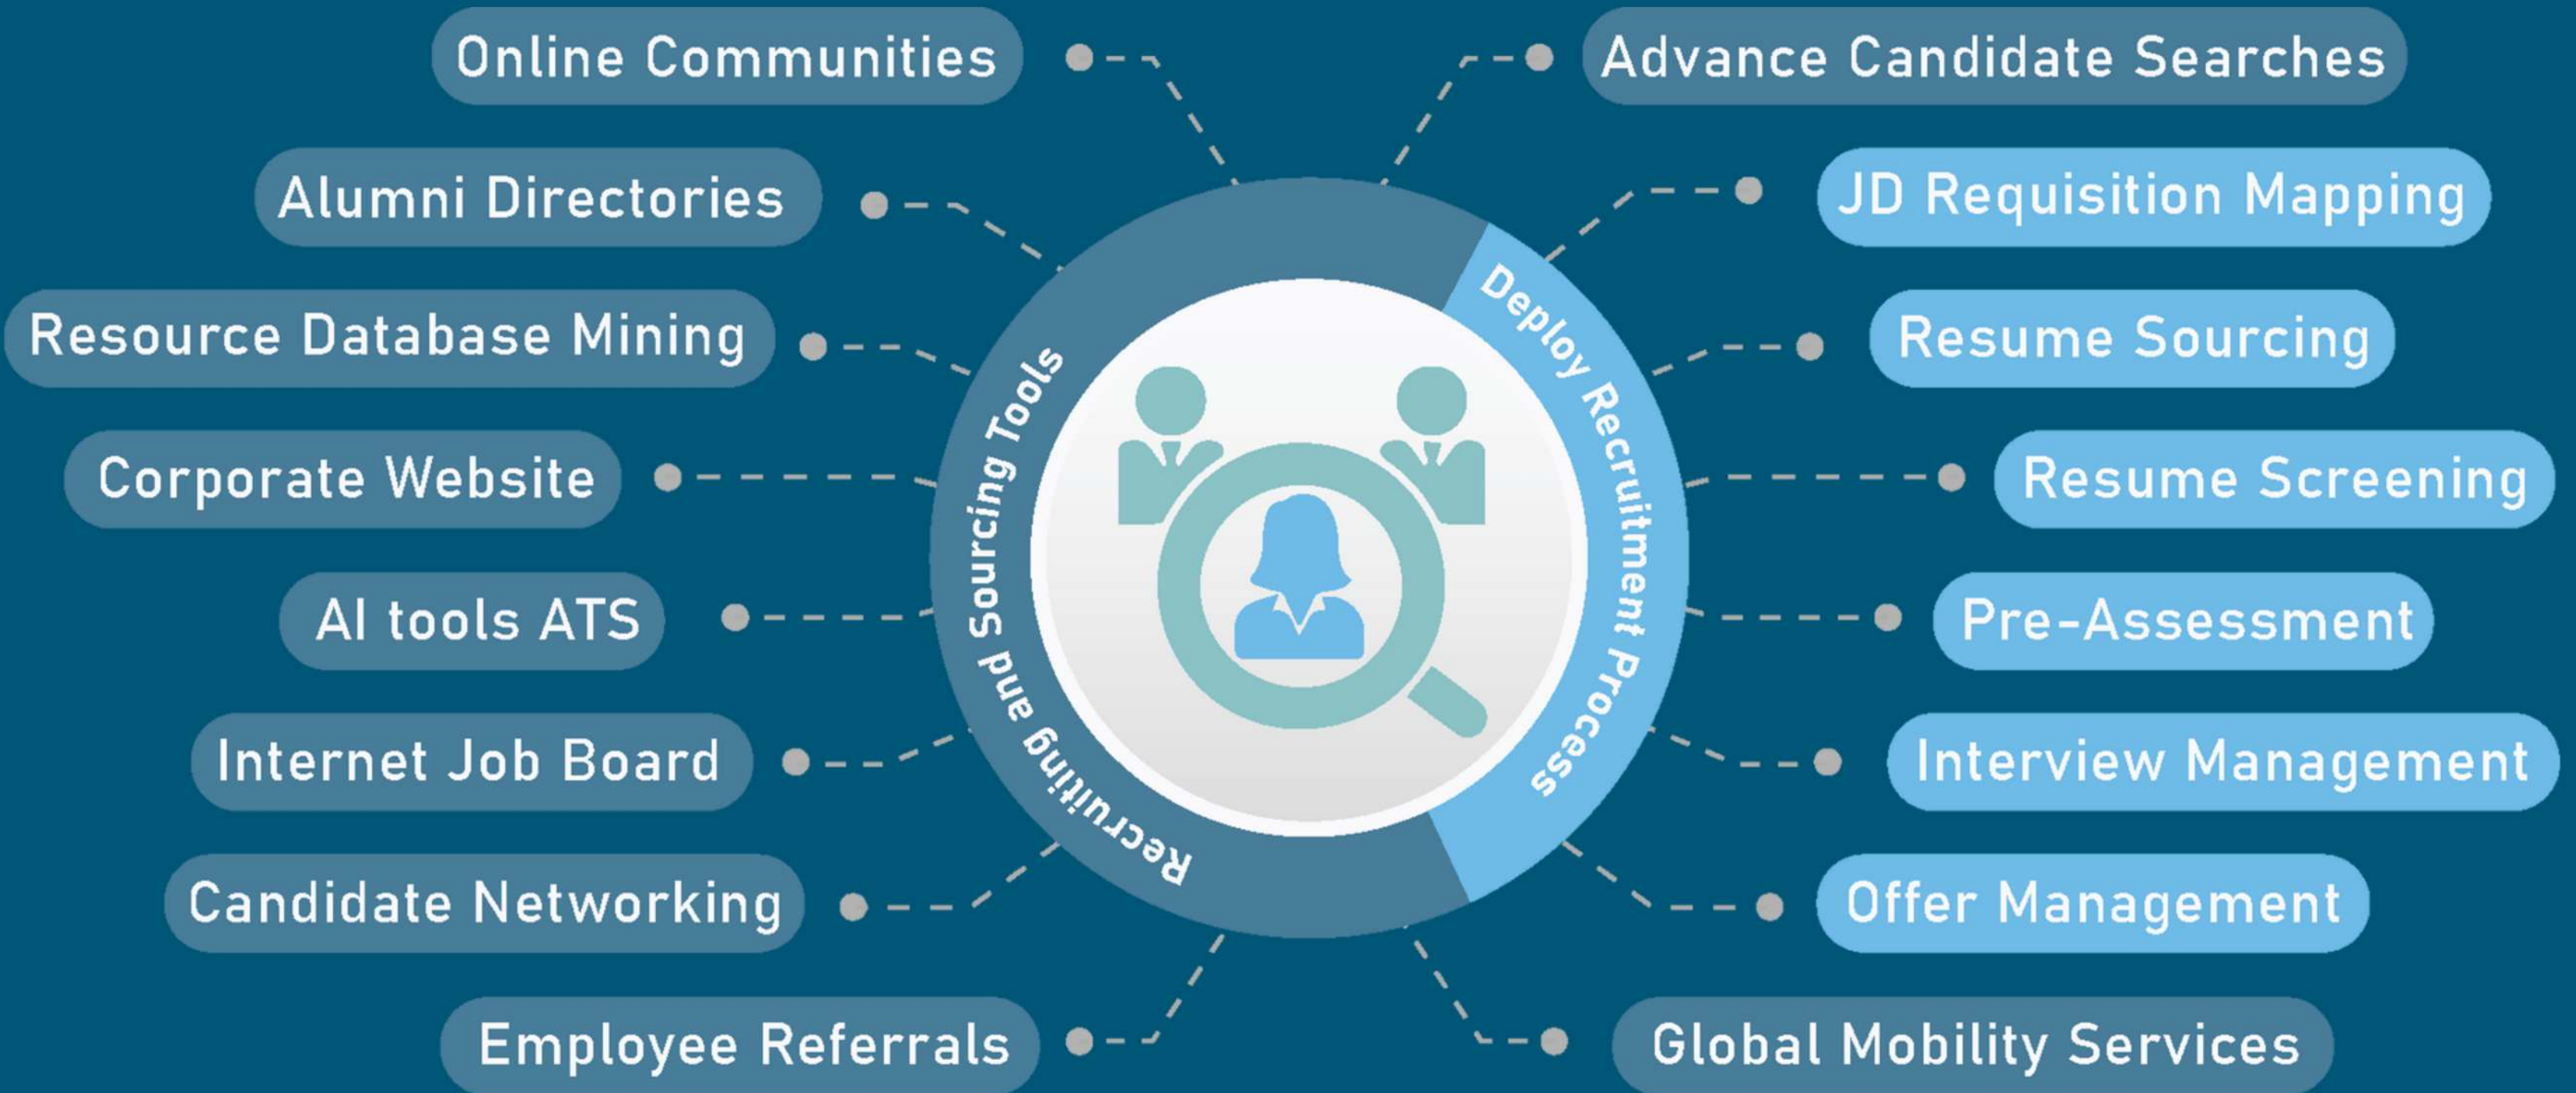 Online Communities
Alumni Directories
Resource Database Mining
Corporate Website
AI tools ATS
Internet Job Board
Candidate Networking
Employee Referrals
Recruiting and Sourcing Tools
Deploy Recruitment Process
Advance Candidate Searches
JD Requisition Mapping
Resume Sourcing
Resume Screening
Pre-Assessment
Interview Management
Offer Management
Global Mobility Services